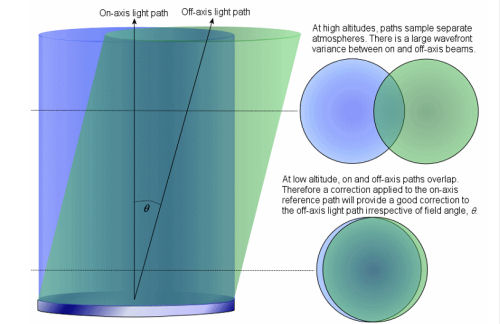 On-axis light path
Off-axis light path
At high altitudes, paths sample separate
atmospheres. There is a large wavefront
variance between on and off-axis beams.
θ
At low altitude, on and off-axis paths overlap.
Therefore a correction applied to the on-axis
reference path will provide a good correction to
the off-axis light path irrespective of field angle, θ.